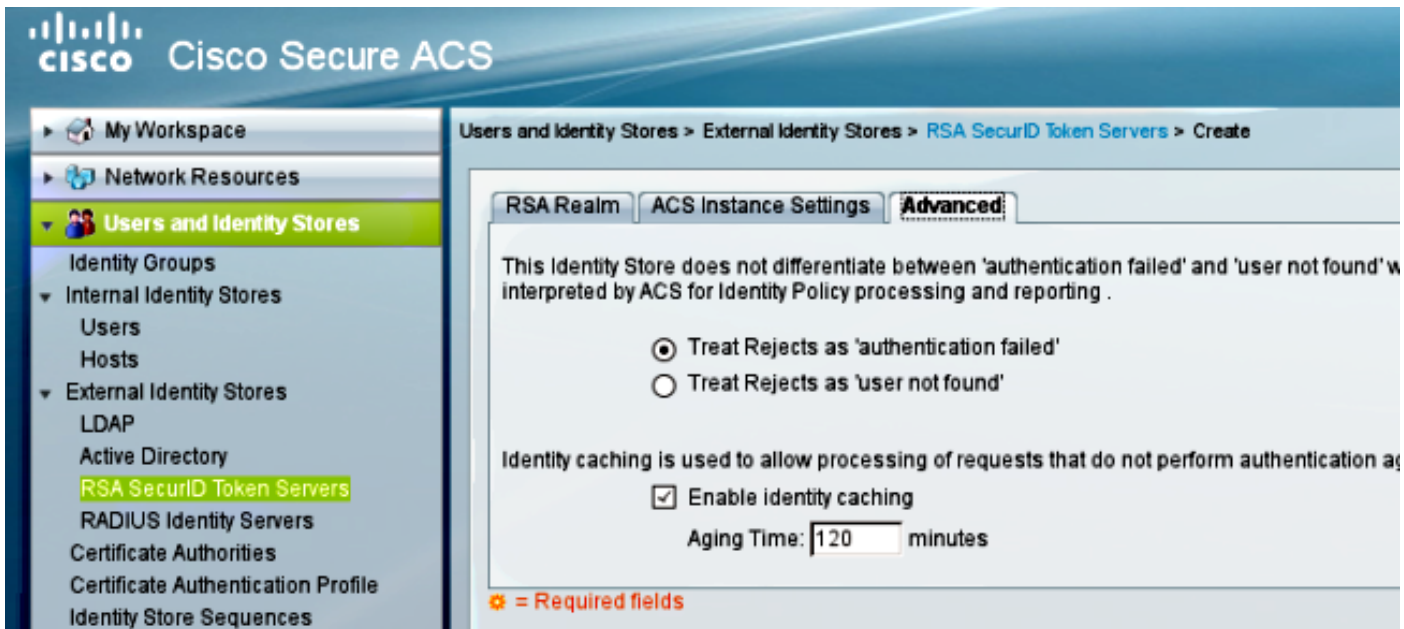 cisco Cisco Secure ACS
My Workspace
Network Resources
Users and Identity Stores
Identity Groups
Internal Identity Stores
Users
Hosts
External Identity Stores
LDAP
Active Directory
RSA SecurID Token Servers
RADIUS Identity Servers
Certificate Authorities
Certificate Authentication Profile
Identity Store Sequences
Users and Identity Stores > External Identity Stores > RSA SecurID Token Servers > Create
RSA Realm ACS Instance Settings Advanced
This Identity Store does not differentiate between 'authentication failed' and 'user not found' w
interpreted by ACS for Identity Policy processing and reporting .
Treat Rejects as 'authentication failed'
Treat Rejects as 'user not found'
Identity caching is used to allow processing of requests that do not perform authentication ag
Enable identity caching
Aging Time: 120 minutes
= Required fields